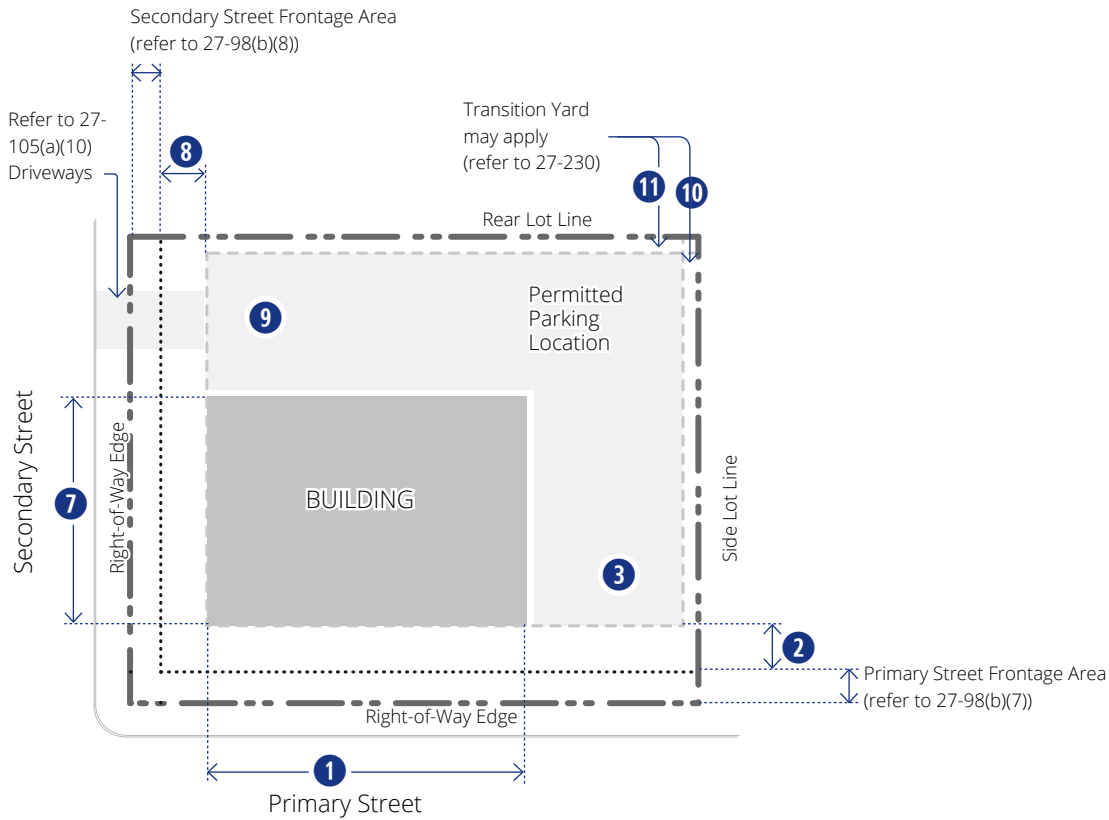 Secondary Street Frontage Area
(refer to 27-98(b)(8))
Refer to 27-
105(a)(10)
Driveways
8
Transition Yard
may apply
(refer to 27-230)
11
10
Rear Lot Line
Permitted
Parking
Location
9
Secondary Street
7
Right-of-Way Edge
BUILDING
Side Lot Line
3
2
Primary Street Frontage Area
(refer to 27-98(b)(7))
Right-of-Way Edge
1
Primary Street